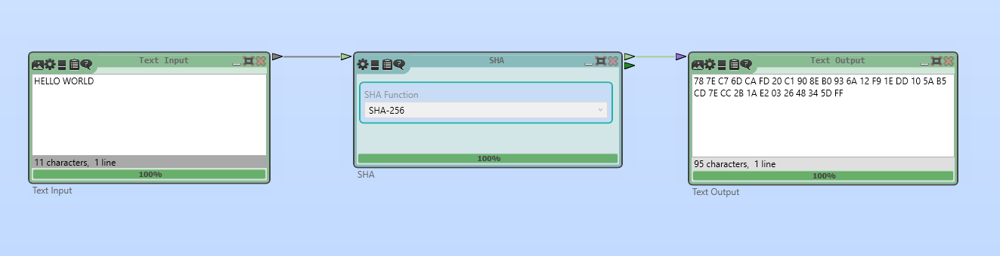 Text Input
HELLO WORLD
11 characters,  1 line
100%
Text Input
SHA
SHA Function
SHA-256
100%
SHA
Text Output
78 7E C7 6D CA FD 20 C1 90 8E B0 93 6A 12 F9 1E DD 10 5A B5
CD 7E CC 2B 1A E2 03 26 48 34 5D FF
95 characters,  1 line
100%
Text Output